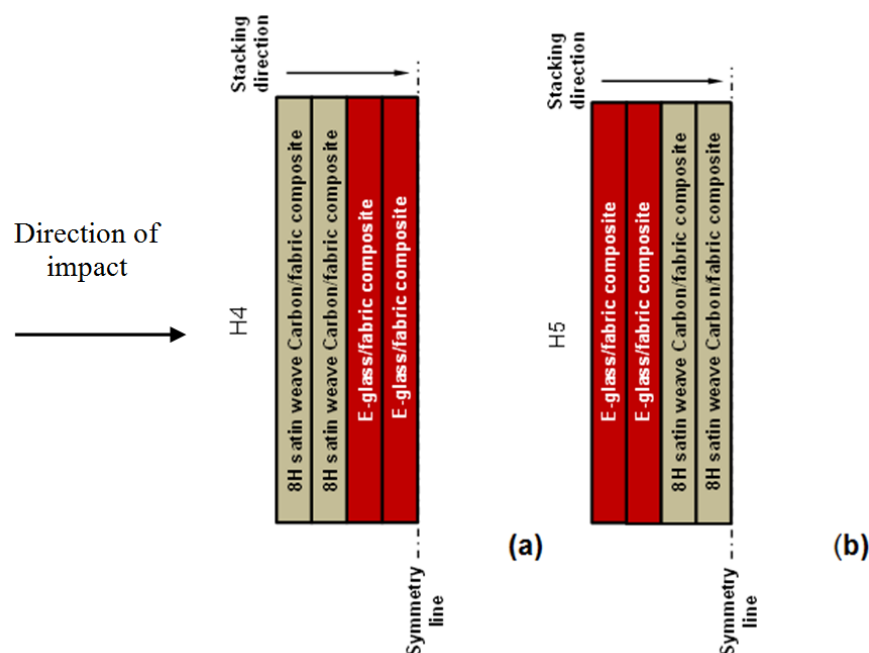 Direction of
impact
H4
Stacking
direction
8H satin weave Carbon/fabric composite
8H satin weave Carbon/fabric composite
E-glass/fabric composite
E-glass/fabric composite
Symmetry
line
(a)
H5
Stacking
direction
E-glass/fabric composite
E-glass/fabric composite
8H satin weave Carbon/fabric composite
8H satin weave Carbon/fabric composite
Symmetry
line
(b)